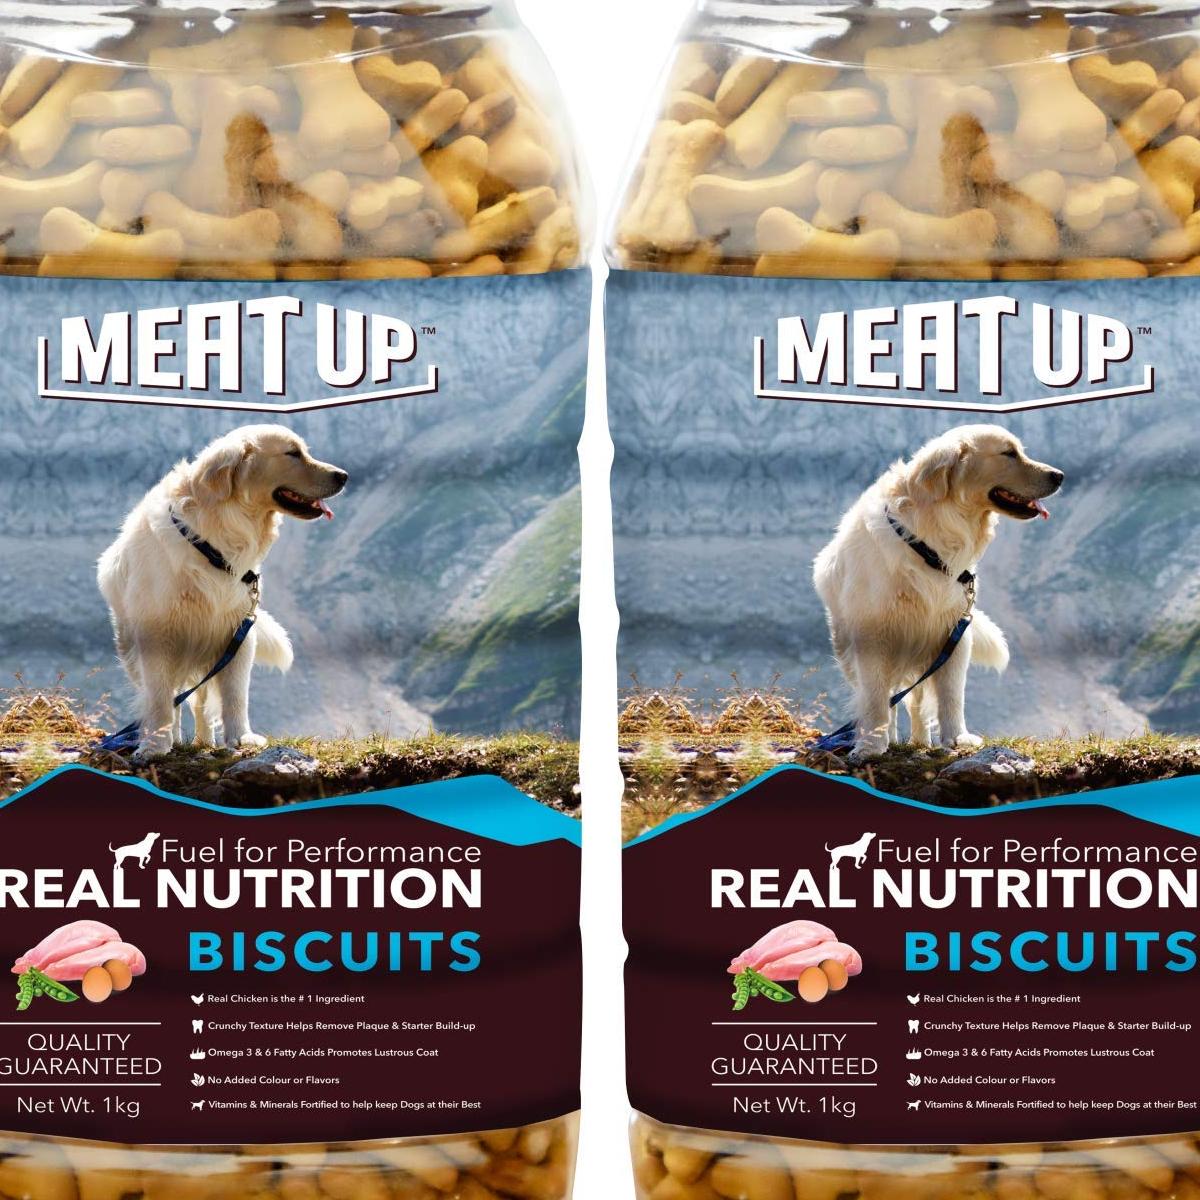 MEAT UP™
Fuel for Performance
REAL NUTRITION
BISCUITS
Real Chicken is the # 1 Ingredient
Crunchy Texture Helps Remove Plaque & Starter Build-up
Omega 3 & 6 Fatty Acids Promotes Lustrous Coat
No Added Colour or Flavors
Vitamins & Minerals Fortified to help keep Dogs at their Best
QUALITY
GUARANTEED
Net Wt. 1kg
MEAT UP™
Fuel for Performance
REAL NUTRITION
BISCUITS
Real Chicken is the # 1 Ingredient
Crunchy Texture Helps Remove Plaque & Starter Build-up
Omega 3 & 6 Fatty Acids Promotes Lustrous Coat
No Added Colour or Flavors
Vitamins & Minerals Fortified to help keep Dogs at their Best
QUALITY
GUARANTEED
Net Wt. 1kg